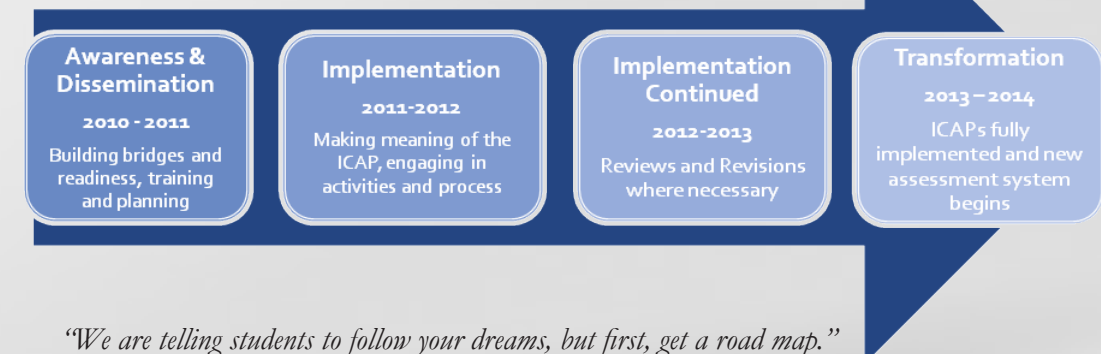 Awareness &
Dissemination
2010 - 2011
Building bridges and
readiness, training
and planning
Implementation
2011-2012
Making meaning of the
ICAP, engaging in
activities and process
Implementation
Continued
2012-2013
Reviews and Revisions
where necessary
Transformation
2013 – 2014
ICAPs fully
implemented and new
assessment system
begins
“We are telling students to follow your dreams, but first, get a road map.”